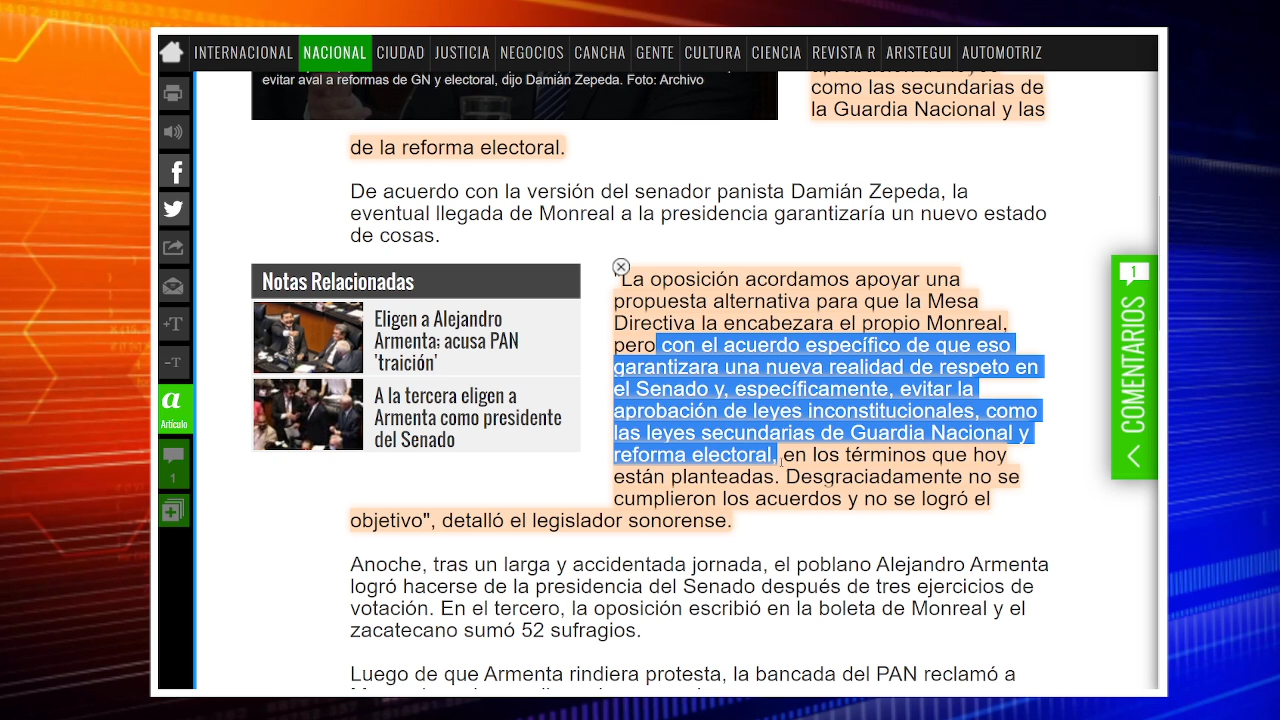 INTERNACIONAL NACIONAL CIUDAD JUSTICIA NEGOCIOS CANCHA GENTE CULTURA CIENCIA REVISTA R ARISTEGUI AUTOMOTRIZ
evitar aval a reformas de GN y electoral, dijo Damián Zepeda. Foto: Archivo
como las secundarias de
la Guardia Nacional y las
de la reforma electoral.
De acuerdo con la versión del senador panista Damián Zepeda, la
eventual llegada de Monreal a la presidencia garantizaría un nuevo estado
de cosas.
Notas Relacionadas
Eligen a Alejandro
Armenta; acusa PAN
'traición'
A la tercera eligen a
Armenta como presidente
del Senado
"La oposición acordamos apoyar una
propuesta alternativa para que la Mesa
Directiva la encabezara el propio Monreal,
pero con el acuerdo específico de que eso
garantizara una nueva realidad de respeto en
el Senado y, específicamente, evitar la
aprobación de leyes inconstitucionales, como
las leyes secundarias de Guardia Nacional y
reforma electoral, en los términos que hoy
están planteadas. Desgraciadamente no se
cumplieron los acuerdos y no se logró el
objetivo", detalló el legislador sonorense.
Anoche, tras un larga y accidentada jornada, el poblano Alejandro Armenta
logró hacerse de la presidencia del Senado después de tres ejercicios de
votación. En el tercero, la oposición escribió en la boleta de Monreal y el
zacatecano sumó 52 sufragios.
Luego de que Armenta rindiera protesta, la bancada del PAN reclamó a
+T
-T
a
Artículo
1
1
COMENTARIOS